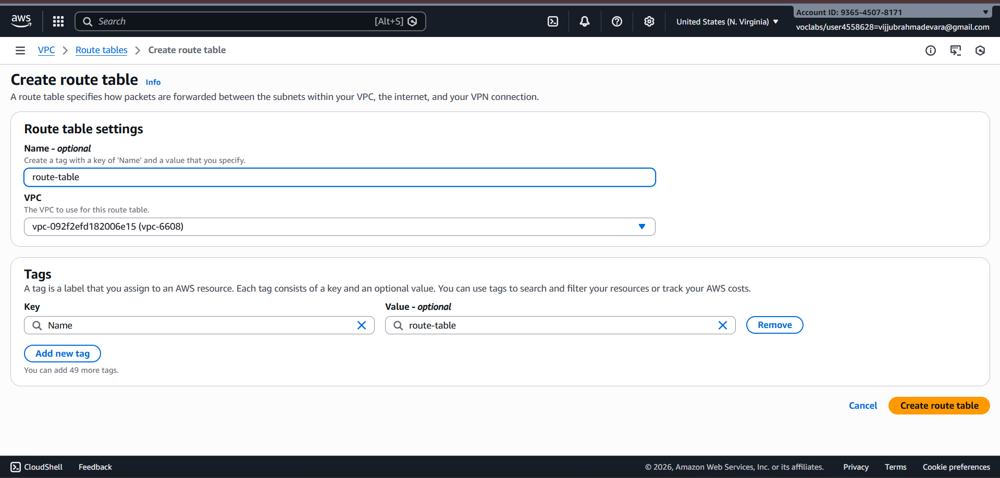 aws
Search [Alt+S]
United States (N. Virginia)
Account ID: 9365-4507-8171
voclabs/user4558628=vijjubrahmadevara@gmail.com
VPC
Route tables
Create route table
Create route table Info
A route table specifies how packets are forwarded between the subnets within your VPC, the internet, and your VPN connection.
Route table settings
Name - optional
Create a tag with a key of 'Name' and a value that you specify.
route-table
VPC
The VPC to use for this route table.
vpc-092f2efd182006e15 (vpc-6608)
Tags
A tag is a label that you assign to an AWS resource. Each tag consists of a key and an optional value. You can use tags to search and filter your resources or track your AWS costs.
Key
Value - optional
Name
route-table
Remove
Add new tag
You can add 49 more tags.
Cancel
Create route table
CloudShell
Feedback
© 2026, Amazon Web Services, Inc. or its affiliates.
Privacy
Terms
Cookie preferences